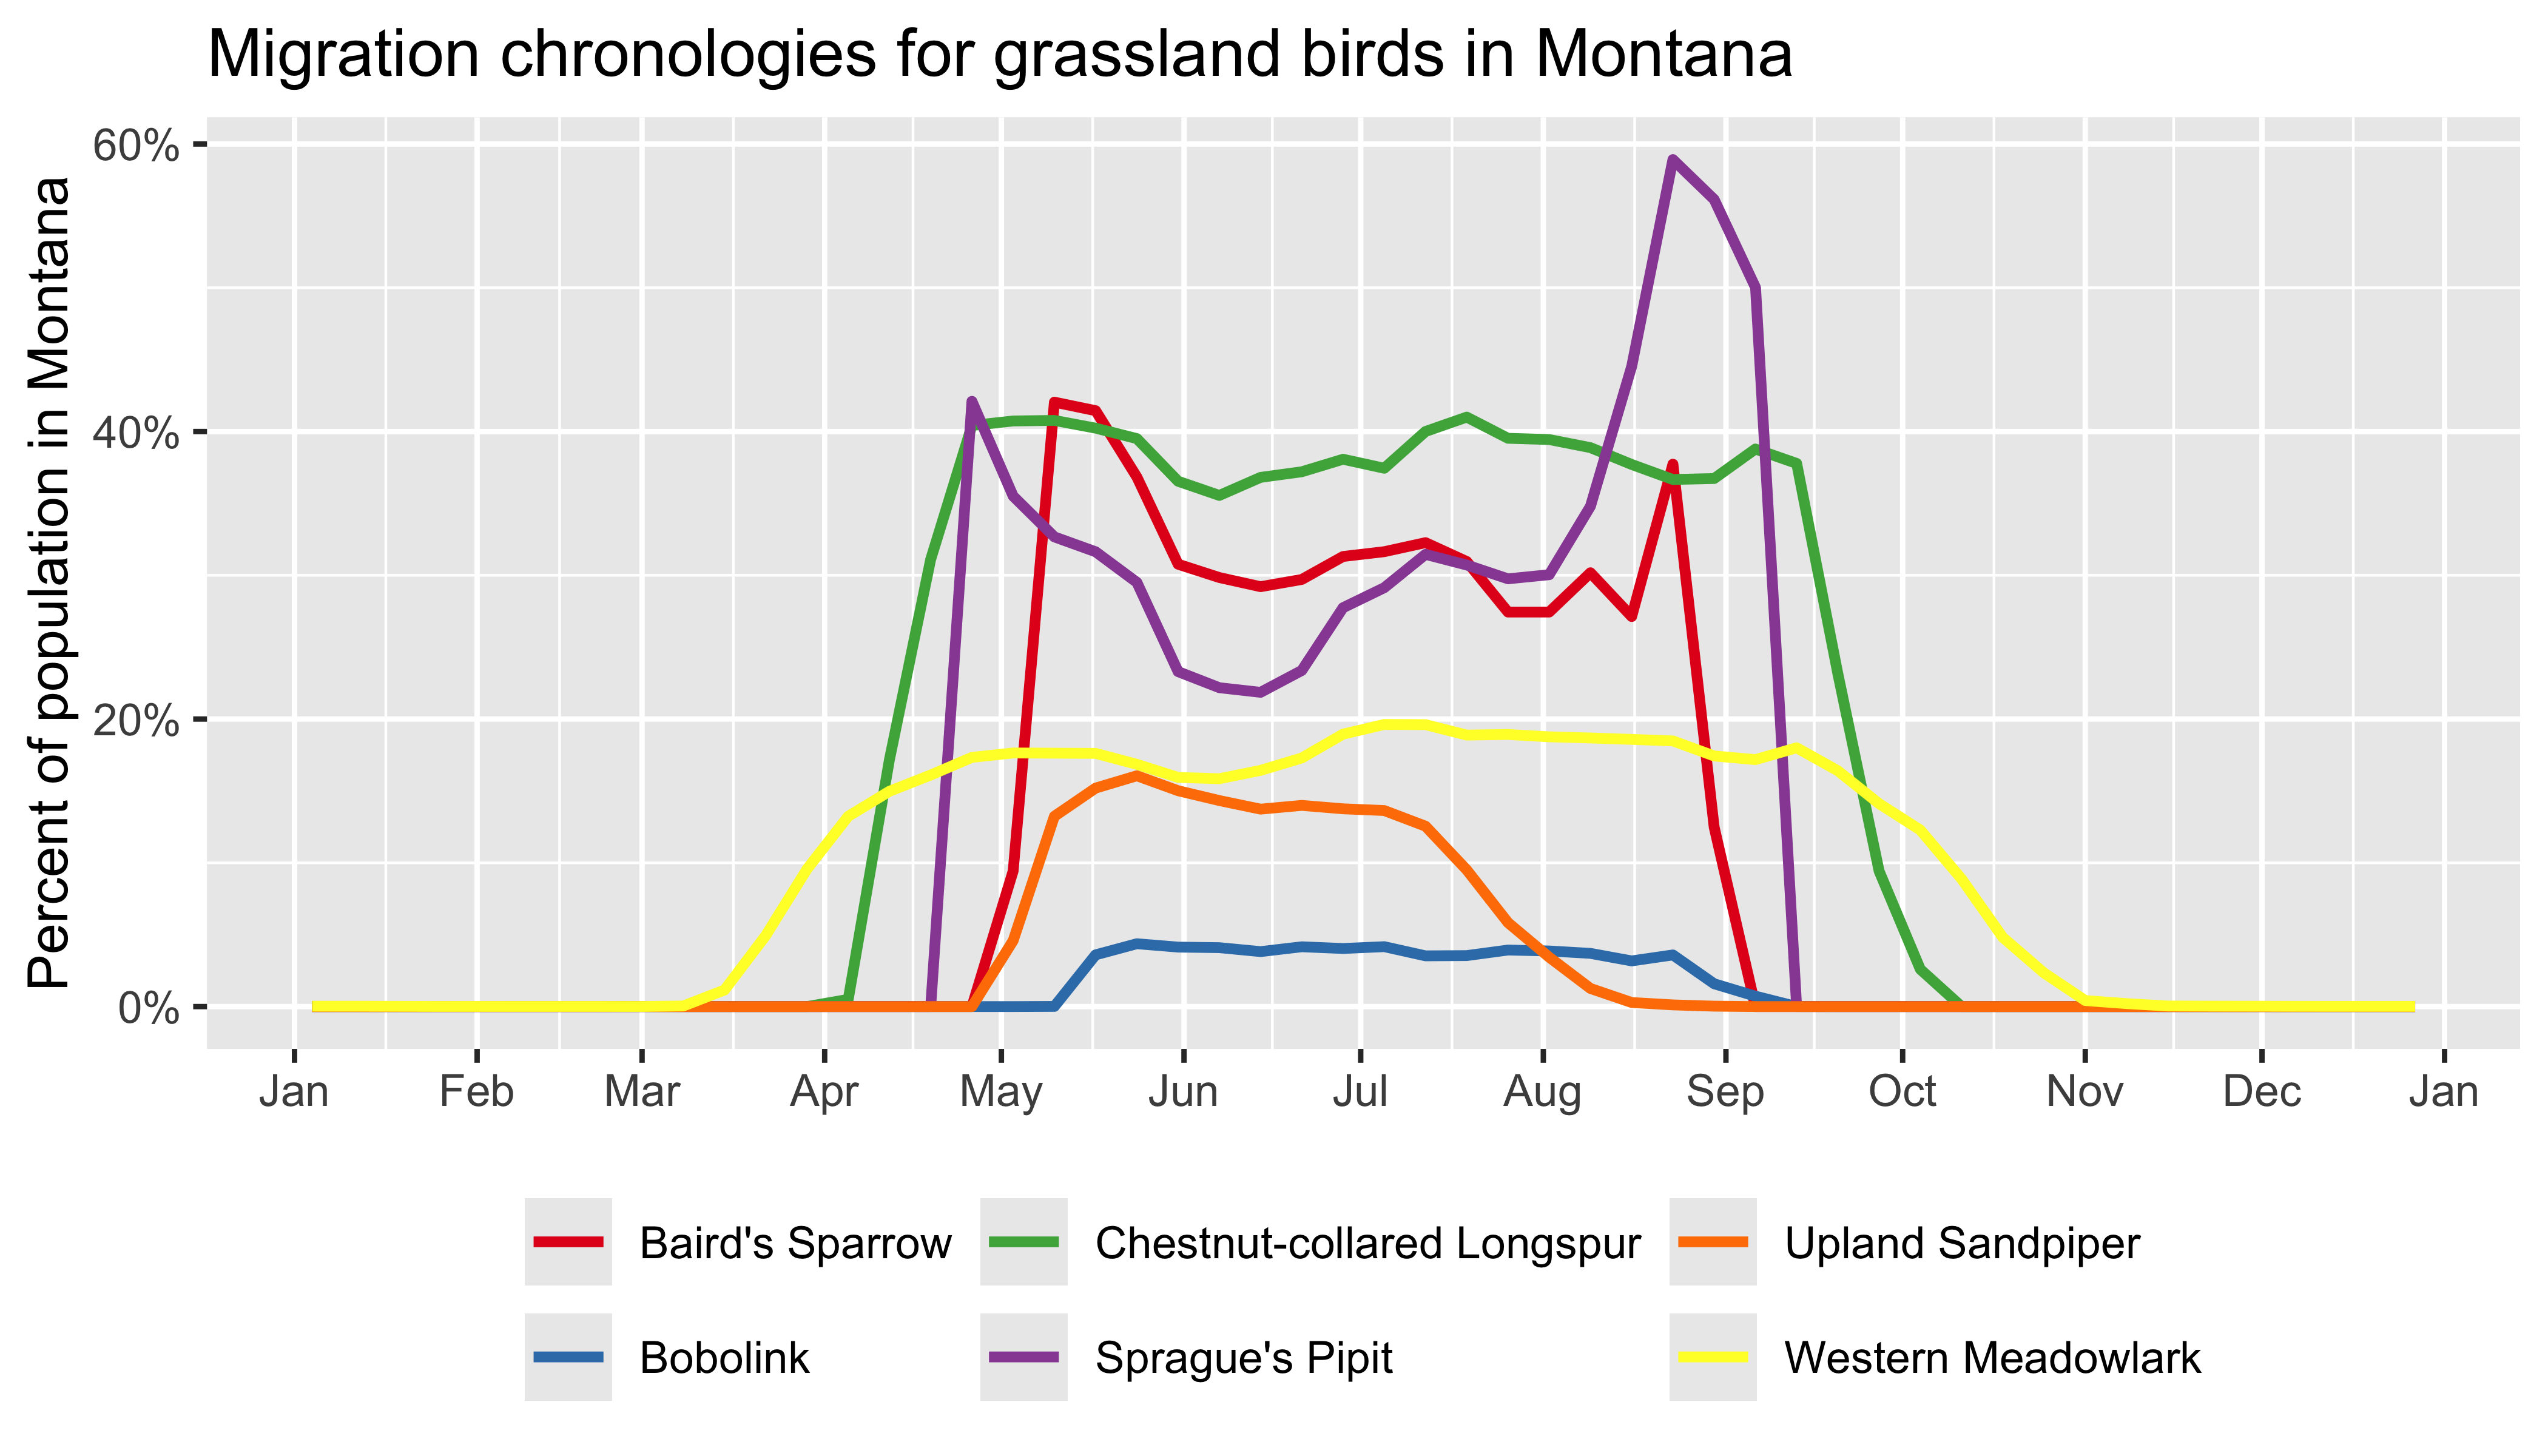 Migration chronologies for grassland birds in Montana
Percent of population in Montana
60%
40%
20%
0%
Jan Feb Mar Apr May Jun Jul Aug Sep Oct Nov Dec Jan
Baird's Sparrow Chestnut-collared Longspur Upland Sandpiper
Bobolink Sprague's Pipit Western Meadowlark